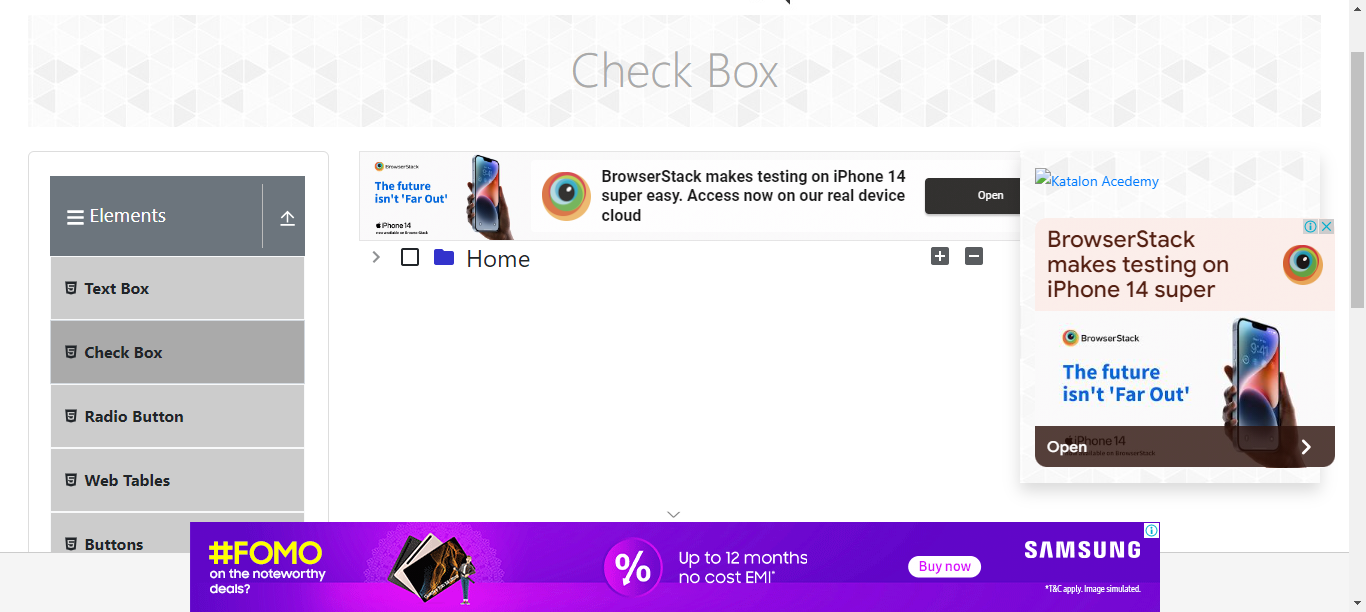 Check Box
Elements
Text Box
Check Box
Radio Button
Web Tables
Buttons
BrowserStack
The future
isn't 'Far Out'
iPhone 14
now available on BrowserStack
BrowserStack makes testing on iPhone 14
super easy. Access now on our real device
cloud
Open
Home
Katalon Acedemy
BrowserStack
makes testing on
iPhone 14 super
BrowserStack
9:41
The future
isn't 'Far Out'
iPhone 14
now available on BrowserStack
Open
#FOMO
on the noteworthy
deals?
%
Up to 12 months
no cost EMI*
Buy now
SAMSUNG
*T&C apply. Image simulated.